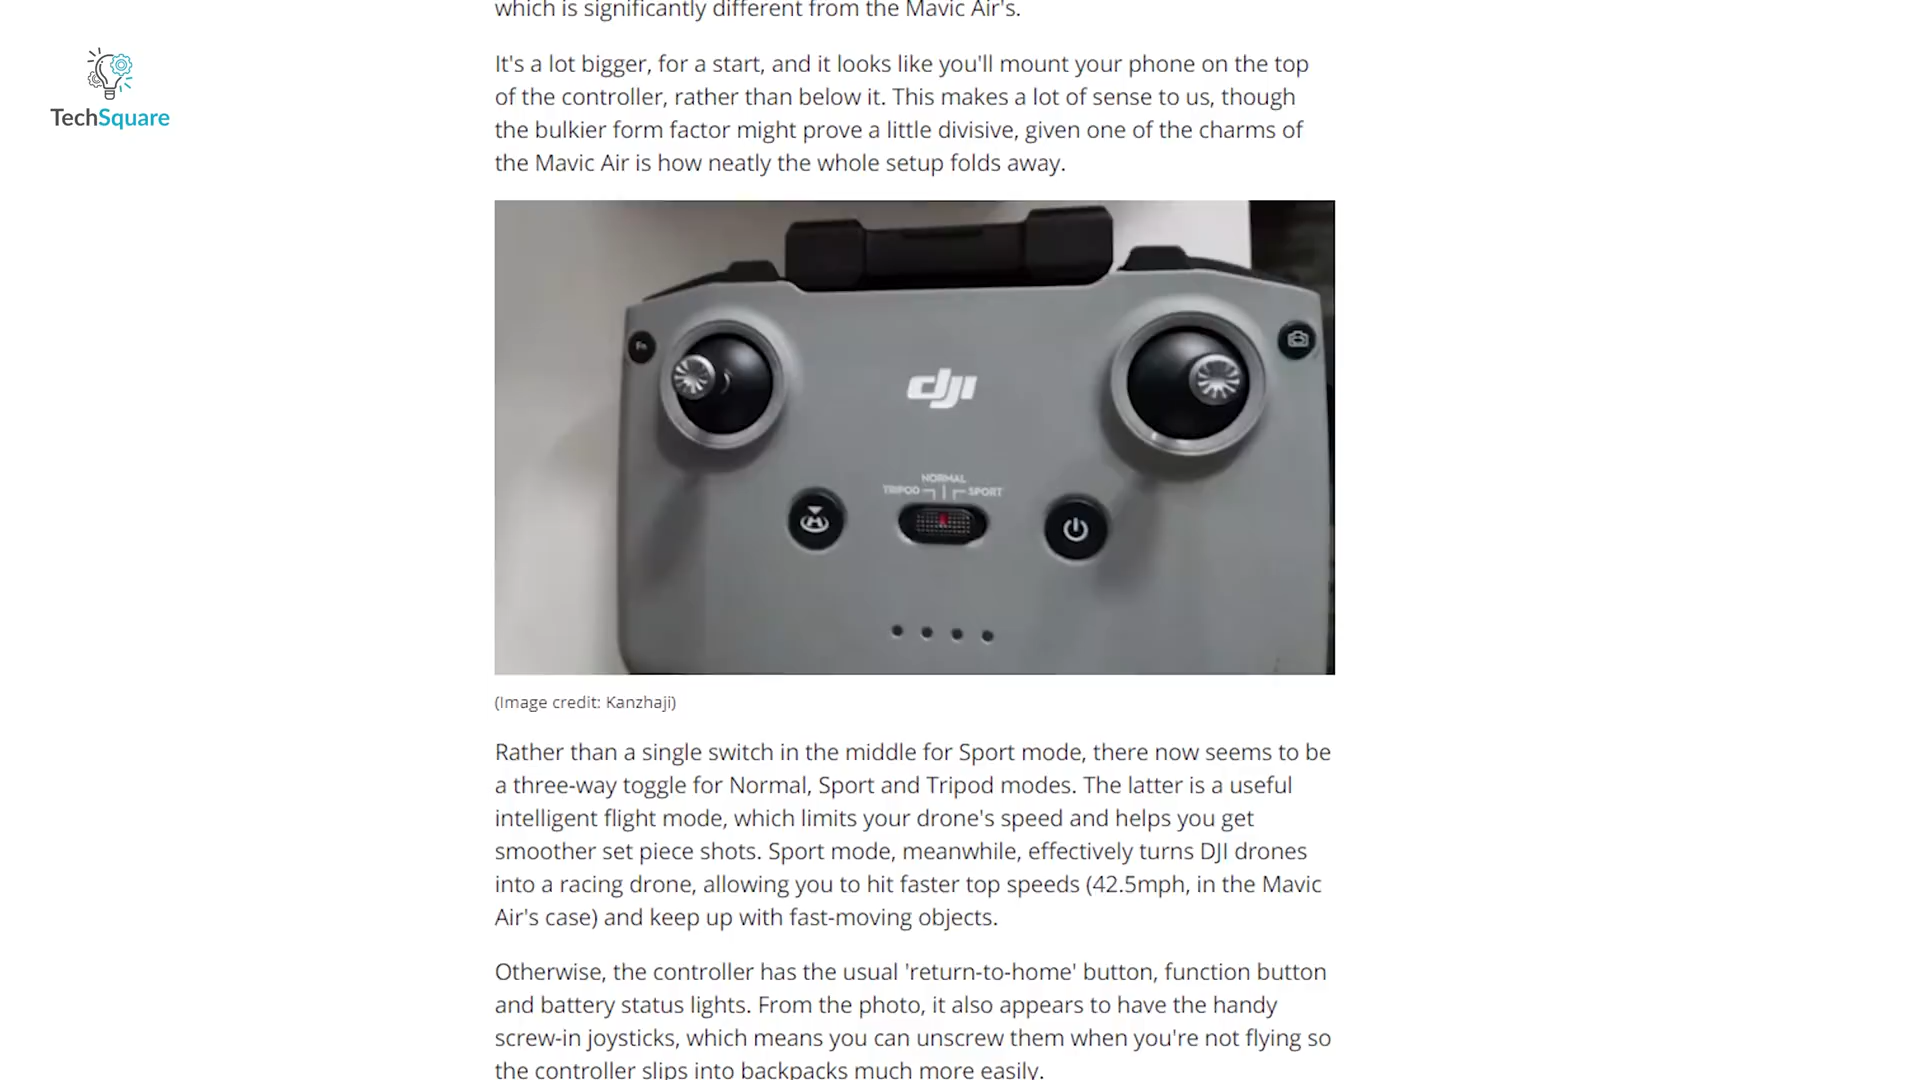 which is significantly different from the Mavic Air's.
TechSquare
It's a lot bigger, for a start, and it looks like you'll mount your phone on the top
of the controller, rather than below it. This makes a lot of sense to us, though
the bulkier form factor might prove a little divisive, given one of the charms of
the Mavic Air is how neatly the whole setup folds away.
Fn
dji
NORMAL
TRIPOD SPORT
(Image credit: Kanzhaji)
Rather than a single switch in the middle for Sport mode, there now seems to be
a three-way toggle for Normal, Sport and Tripod modes. The latter is a useful
intelligent flight mode, which limits your drone's speed and helps you get
smoother set piece shots. Sport mode, meanwhile, effectively turns DJI drones
into a racing drone, allowing you to hit faster top speeds (42.5mph, in the Mavic
Air's case) and keep up with fast-moving objects.
Otherwise, the controller has the usual 'return-to-home' button, function button
and battery status lights. From the photo, it also appears to have the handy
screw-in joysticks, which means you can unscrew them when you're not flying so
the controller slips into backpacks much more easily.